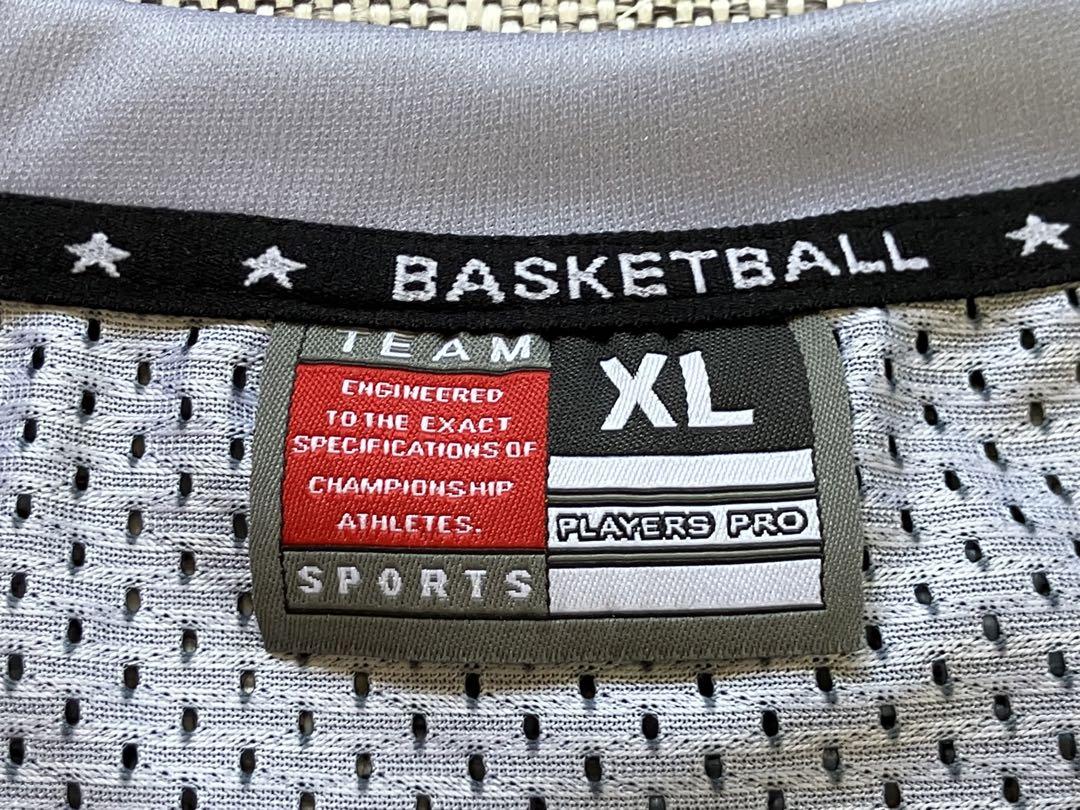 BASKETBALL
TEAM
ENGINEERED
TO THE EXACT
SPECIFICATIONS OF
CHAMPIONSHIP
ATHLETES.
SPORTS
XL
PLAYERS PRO